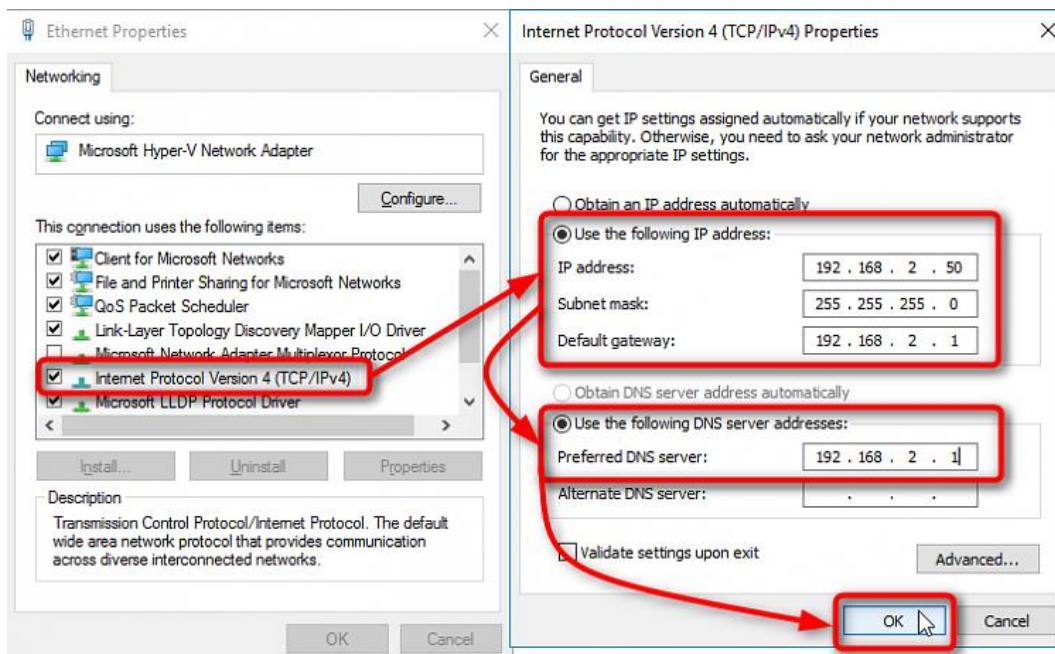 Ethernet Properties
Networking
Connect using:
Microsoft Hyper-V Network Adapter
Configure...
This connection uses the following items:
Client for Microsoft Networks
File and Printer Sharing for Microsoft Networks
QoS Packet Scheduler
Link-Layer Topology Discovery Mapper I/O Driver
Microsoft Network Adapter Multiplexor Protocol
Internet Protocol Version 4 (TCP/IPv4)
Microsoft LLDP Protocol Driver
Install...
Uninstall
Properties
Description
Transmission Control Protocol/Internet Protocol. The default
wide area network protocol that provides communication
across diverse interconnected networks.
OK
Cancel
Internet Protocol Version 4 (TCP/IPv4) Properties
General
You can get IP settings assigned automatically if your network supports
this capability. Otherwise, you need to ask your network administrator
for the appropriate IP settings.
Obtain an IP address automatically
Use the following IP address:
IP address:
192 . 168 . 2 . 50
Subnet mask:
255 . 255 . 255 . 0
Default gateway:
192 . 168 . 2 . 1
Obtain DNS server address automatically
Use the following DNS server addresses:
Preferred DNS server:
192 . 168 . 2 . 1
Alternate DNS server:
. . .
Validate settings upon exit
Advanced...
OK
Cancel